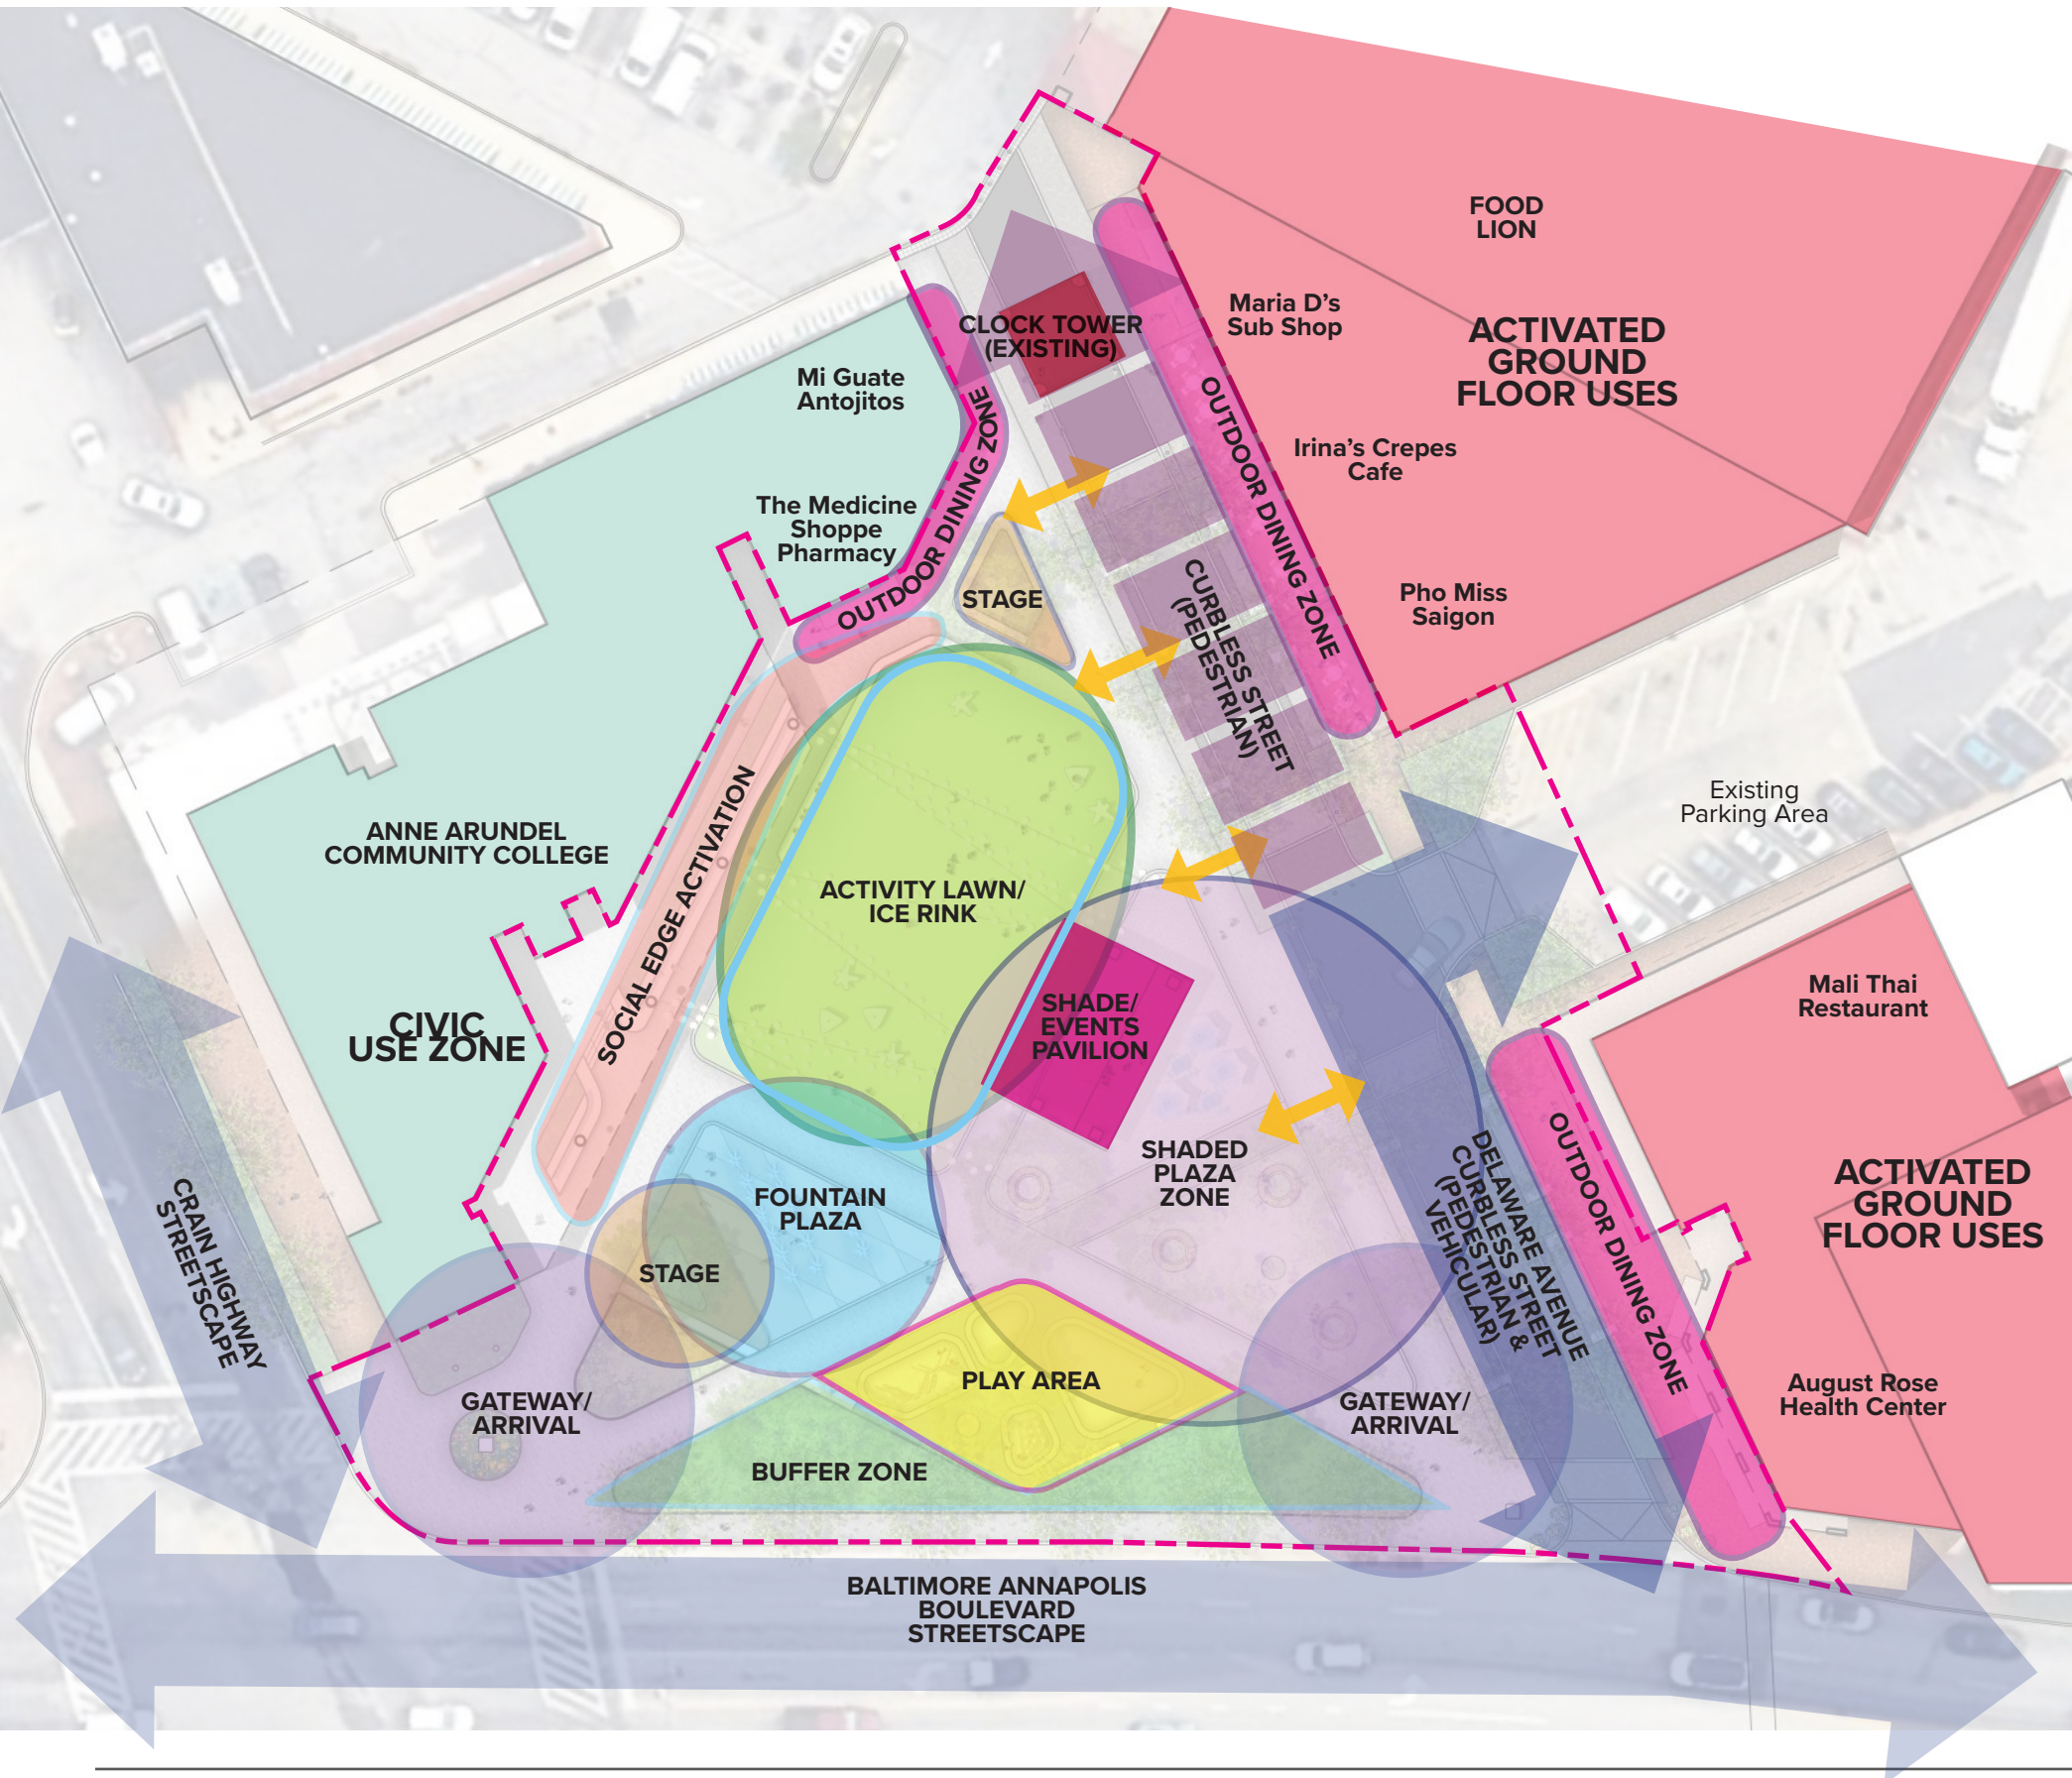 FOOD
LION
Maria D's
Sub Shop
ACTIVATED
GROUND
FLOOR USES
CLOCK TOWER
(EXISTING)
Mi Guate
Antojitos
OUTDOOR DINING ZONE
OUTDOOR DINING ZONE
Irina's Crepes
Cafe
The Medicine
Shoppe
Pharmacy
STAGE
CURBLESS STREET
(PEDESTRIAN)
Pho Miss
Saigon
Existing
Parking Area
ANNE ARUNDEL
COMMUNITY COLLEGE
SOCIAL EDGE ACTIVATION
ACTIVITY LAWN/
ICE RINK
CIVIC
USE ZONE
SHADE/
EVENTS
PAVILION
Mali Thai
Restaurant
SHADED
PLAZA
ZONE
DELAWARE AVENUE
CURBLESS STREET
(PEDESTRIAN &
VEHICULAR)
OUTDOOR DINING ZONE
ACTIVATED
GROUND
FLOOR USES
CRAIN HIGHWAY
STREETSCAPE
FOUNTAIN
PLAZA
STAGE
PLAY AREA
GATEWAY/
ARRIVAL
GATEWAY/
ARRIVAL
August Rose
Health Center
BUFFER ZONE
BALTIMORE ANNAPOLIS
BOULEVARD
STREETSCAPE